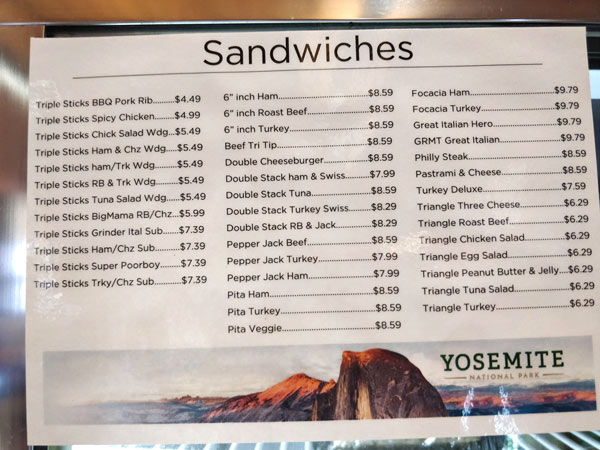 Sandwiches
Triple Sticks BBQ Pork Rib.........$4.49
Triple Sticks Spicy Chicken.........$4.99
Triple Sticks Chick Salad Wdg....$5.49
Triple Sticks Ham & Chz Wdg.....$5.49
Triple Sticks ham/Trk Wdg.........$5.49
Triple Sticks RB & Trk Wdg........$5.49
Triple Sticks Tuna Salad Wdg.....$5.49
Triple Sticks BigMama RB/Chz...$5.99
Triple Sticks Grinder Ital Sub.......$7.39
Triple Sticks Ham/Chz Sub..........$7.39
Triple Sticks Super Poorboy........$7.39
Triple Sticks Trky/Chz Sub..........$7.39
6" inch Ham..............................$8.59
6" inch Roast Beef.....................$8.59
6" inch Turkey...........................$8.59
Beef Tri Tip...............................$8.59
Double Cheeseburger.................$8.59
Double Stack ham & Swiss.........$7.99
Double Stack Tuna.....................$8.59
Double Stack Turkey Swiss........$8.29
Double Stack RB & Jack............$8.29
Pepper Jack Beef......................$8.59
Pepper Jack Turkey...................$7.99
Pepper Jack Ham......................$7.99
Pita Ham..................................$8.59
Pita Turkey...............................$8.59
Pita Veggie...............................$8.59
Focacia Ham.............................$9.79
Focacia Turkey..........................$9.79
Great Italian Hero......................$9.79
GRMT Great Italian....................$9.79
Philly Steak...............................$8.59
Pastrami & Cheese....................$8.59
Turkey Deluxe...........................$7.59
Triangle Three Cheese...............$6.29
Triangle Roast Beef...................$6.29
Triangle Chicken Salad..............$6.29
Triangle Egg Salad....................$6.29
Triangle Peanut Butter & Jelly....$6.29
Triangle Tuna Salad...................$6.29
Triangle Turkey.........................$6.29
YOSEMITE
NATIONAL PARK